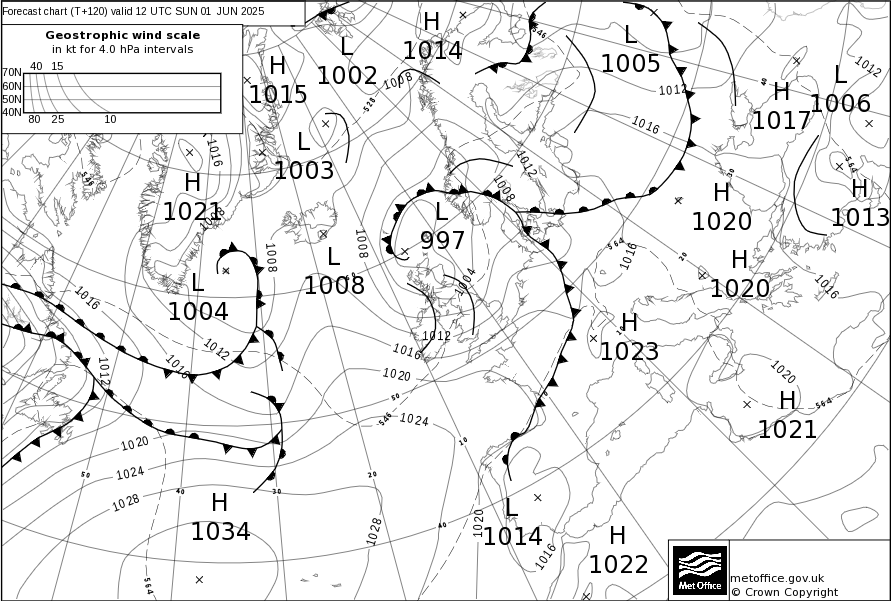 Forecast chart (T+120) valid 12 UTC SUN 01 JUN 2025
Geostrophic wind scale
in kt for 4.0 hPa intervals
40 15
70N
60N
50N
40N
80 25 10
H
1014
L
1002
H
1015
L
1005
L
1006
H
1017
1008
528
546
1012
40
1016
L
1003
1016
546
H
1021
1008
1012
1008
564
30
H
1013
H
1020
L
997
1008
1008
L
1008
L
1004
60
1004
564
1016
20
H
1020
1016
1016
1012
1012
1016
1016
1012
1020
H
1023
10
1020
564
H
1021
50
546
1024
1020
1024
1028
50
40
30
20
10
H
1034
1028
40
1020
L
1014
1016
H
1022
564
Met Office
metoffice.gov.uk
© Crown Copyright